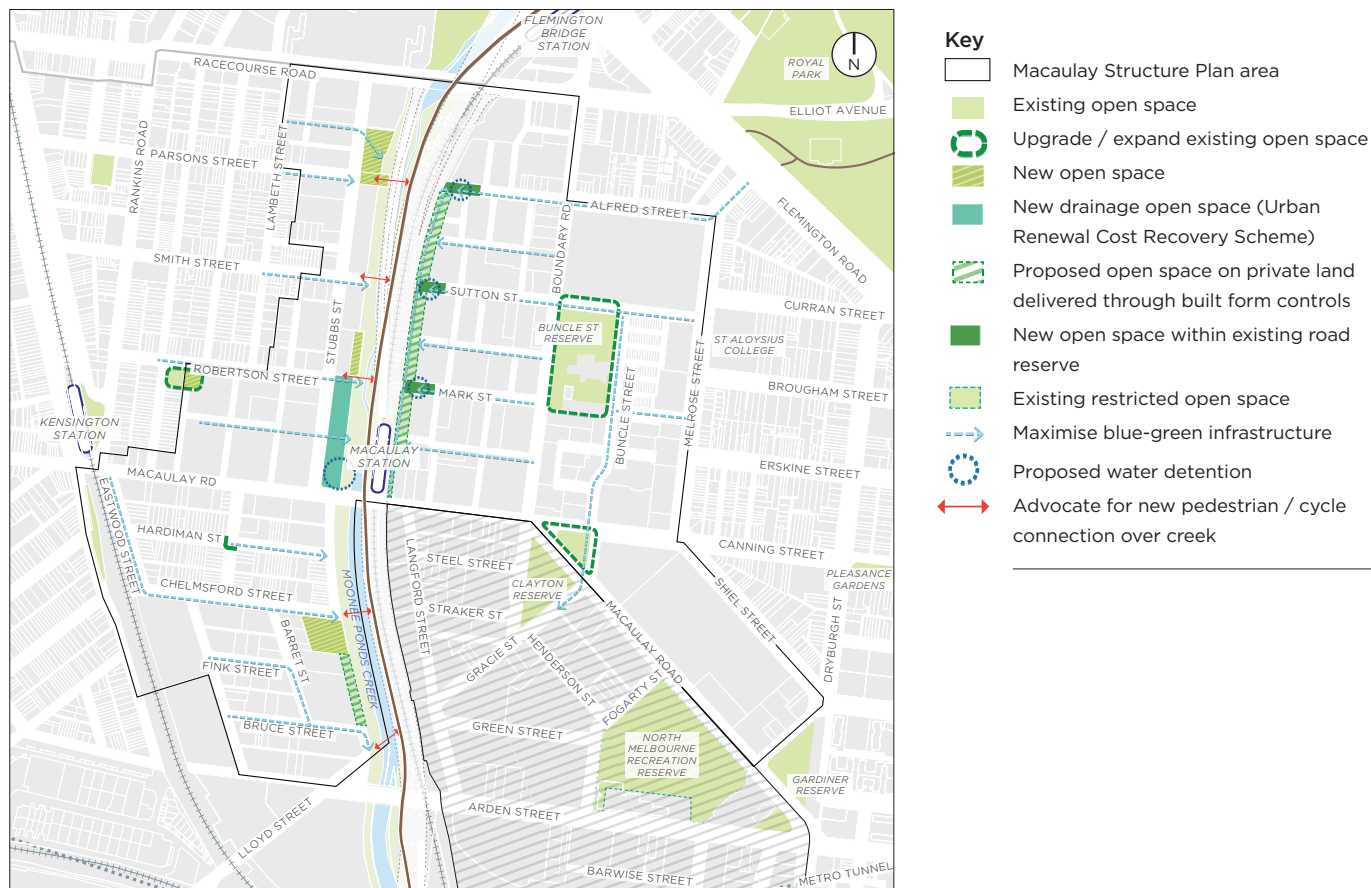 FLEMINGTON
BRIDGE
STATION
ROYAL
PARK
N
RACECOURSE ROAD
ELLIOT AVENUE
RANKINS ROAD
PARSONS STREET
LAMBETH STREET
BOUNDARY RD
ALFRED STREET
FLEMINGTON ROAD
SMITH STREET
STUBBS ST
SUTTON ST
CURRAN STREET
BUNCLE ST
RESERVE
ST ALOYSIUS
COLLEGE
MELROSE STREET
ROBERTSON STREET
BROUGHAM STREET
MARK ST
BUNCLE STREET
KENSINGTON
STATION
MACAULAY
STATION
ERSKINE STREET
MACAULAY RD
EASTWOOD STREET
HARDIMAN ST
CANNING STREET
STEEL STREET
LANGFORD STREET
CLAYTON
RESERVE
PLEASANCE
GARDENS
SHIEL STREET
CHELMSFORD STREET
MOONEE PONDS CREEK
STRAKER ST
MACAULAY ROAD
DRYBURGH ST
BARRET ST
GRACIE ST
HENDERSON ST
FINK STREET
FOGARTY ST
BRUCE STREET
GREEN STREET
NORTH
MELBOURNE
RECREATION
RESERVE
GARDINER
RESERVE
ARDEN STREET
LLOYD STREET
BARWISE STREET
METRO TUNNEL
Key
Macaulay Structure Plan area
Existing open space
Upgrade / expand existing open space
New open space
New drainage open space (Urban
Renewal Cost Recovery Scheme)
Proposed open space on private land
delivered through built form controls
New open space within existing road
reserve
Existing restricted open space
Maximise blue-green infrastructure
Proposed water detention
Advocate for new pedestrian / cycle
connection over creek